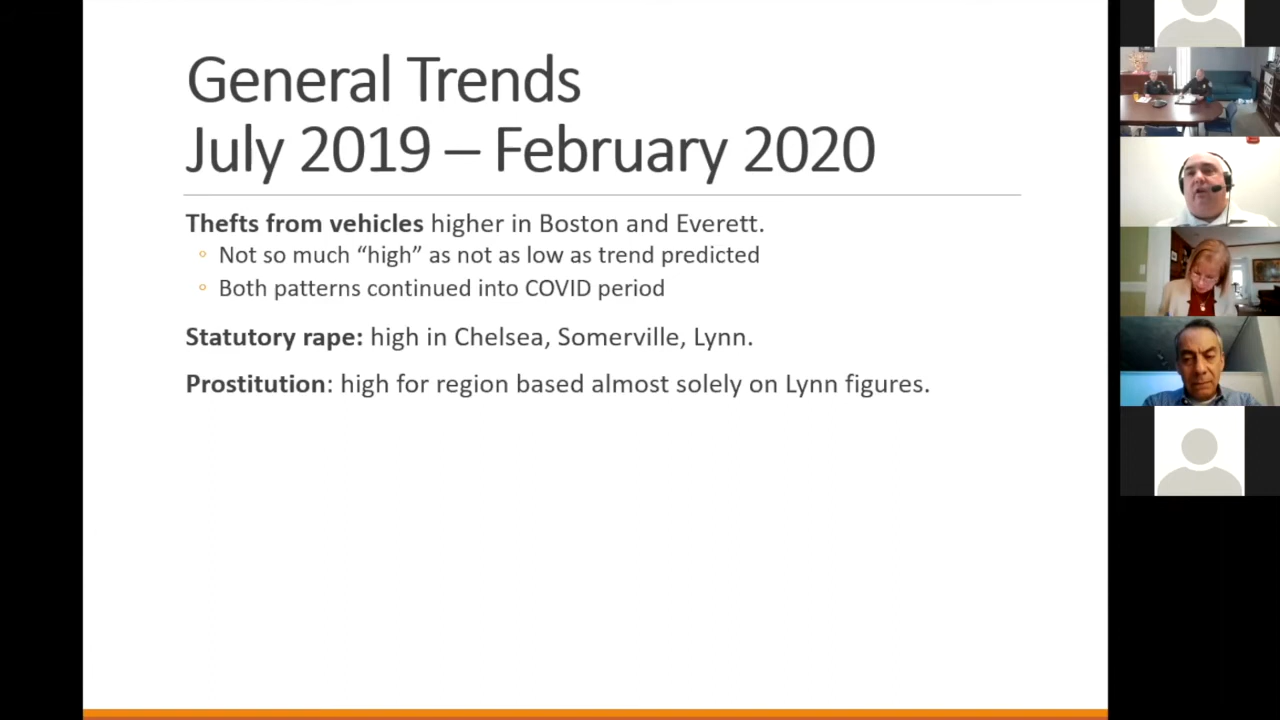 General Trends
July 2019 – February 2020
Thefts from vehicles higher in Boston and Everett.
◦ Not so much “high” as not as low as trend predicted
◦ Both patterns continued into COVID period
Statutory rape: high in Chelsea, Somerville, Lynn.
Prostitution: high for region based almost solely on Lynn figures.